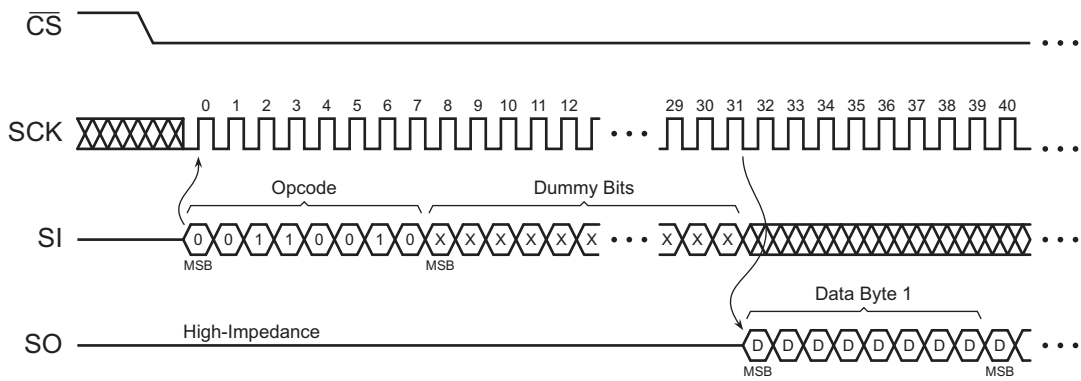 CS
0 1 2 3 4 5 6 7 8 9 10 11 12 29 30 31 32 33 34 35 36 37 38 39 40
SCK
Opcode Dummy Bits
SI 0 0 1 1 0 0 1 0 X X X X X X X X X
MSB MSB
Data Byte 1
High-Impedance
SO D D D D D D D D D
MSB MSB